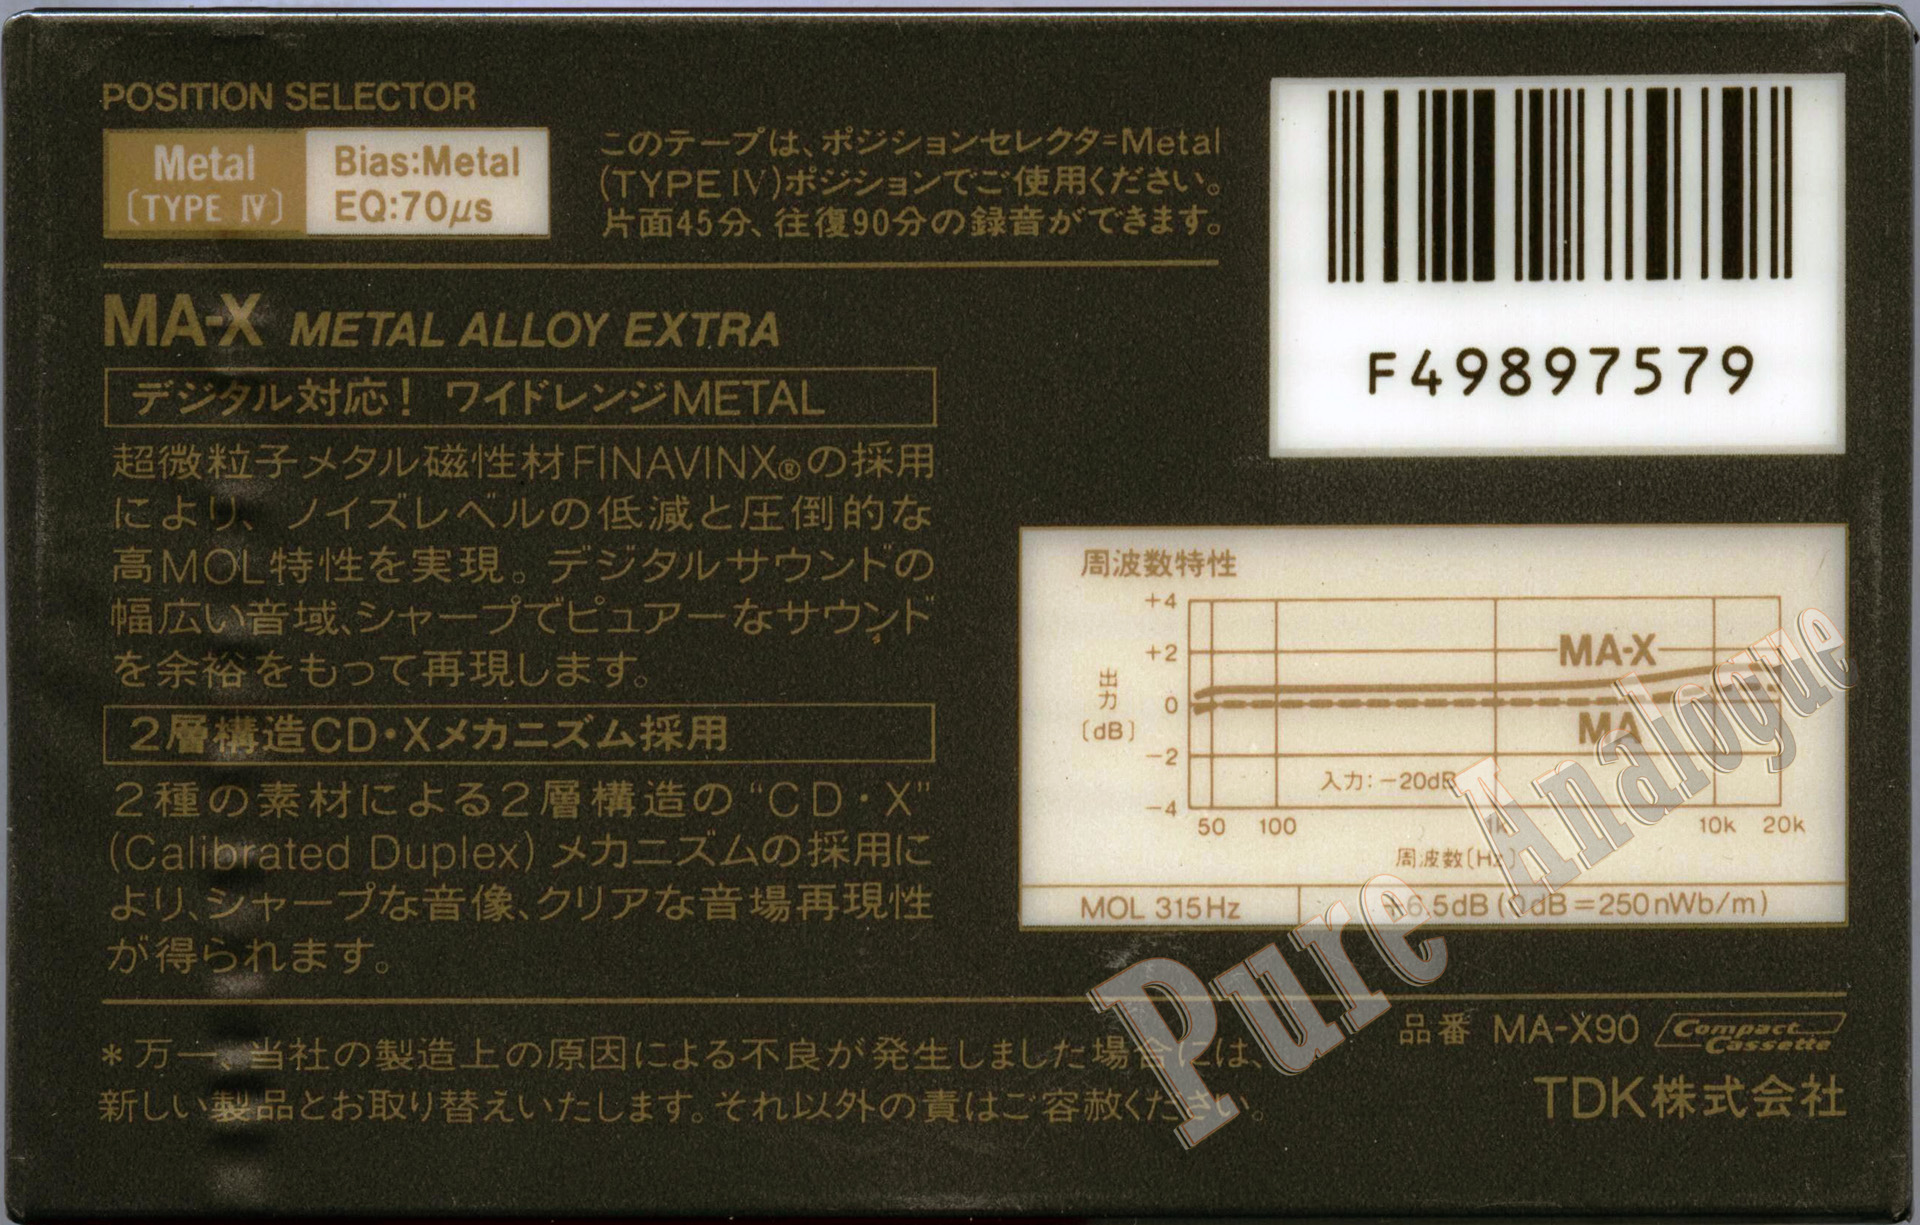 POSITION SELECTOR
Metal
〔TYPE Ⅳ〕
Bias:Metal
EQ:70μs
このテープは、ポジションセレクタ=Metal
(TYPE Ⅳ)ポジションでご使用ください。
片面45分、往復90分の録音ができます。
F49897579
MA-X METAL ALLOY EXTRA
デジタル対応! ワイドレンジMETAL
超微粒子メタル磁性材FINAVINX®の採用
により、ノイズレベルの低減と圧倒的な
高MOL特性を実現。デジタルサウンドの
幅広い音域、シャープでピュアーなサウンド
を余裕をもって再現します。
2層構造CD・Xメカニズム採用
2種の素材による2層構造の“CD・X”
(Calibrated Duplex)メカニズムの採用に
より、シャープな音像、クリアな音場再現性
が得られます。
周波数特性
+4
+2
0
-2
-4
出力
〔dB〕
MA-X
MA
入力:-20dB
50 100 1k 10k 20k
周波数〔Hz〕
MOL 315Hz +6.5dB(0dB=250nWb/m)
*万一、当社の製造上の原因による不良が発生しました場合には、
新しい製品とお取り替えいたします。それ以外の責はご容赦ください。
品番 MA-X90 Compact Cassette
TDK株式会社
Pure Analogue